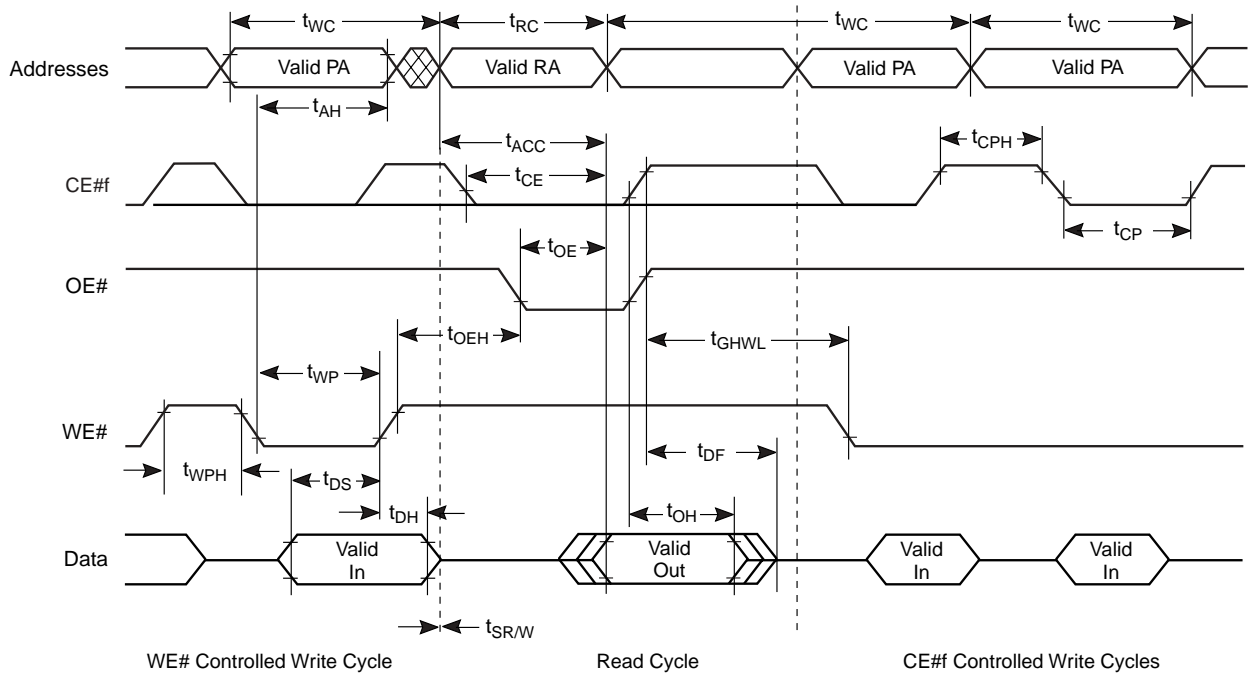 tWC tRC tWC tWC
Addresses Valid PA Valid RA Valid PA Valid PA
tAH
tACC tCPH
CE#f tCE
tOE tCP
OE#
tOEH tGHWL
tWP
WE#
tWPH tDS tDF
tDH tOH
Data Valid In Valid Out Valid In Valid In
tSR/W
WE# Controlled Write Cycle Read Cycle CE#f Controlled Write Cycles